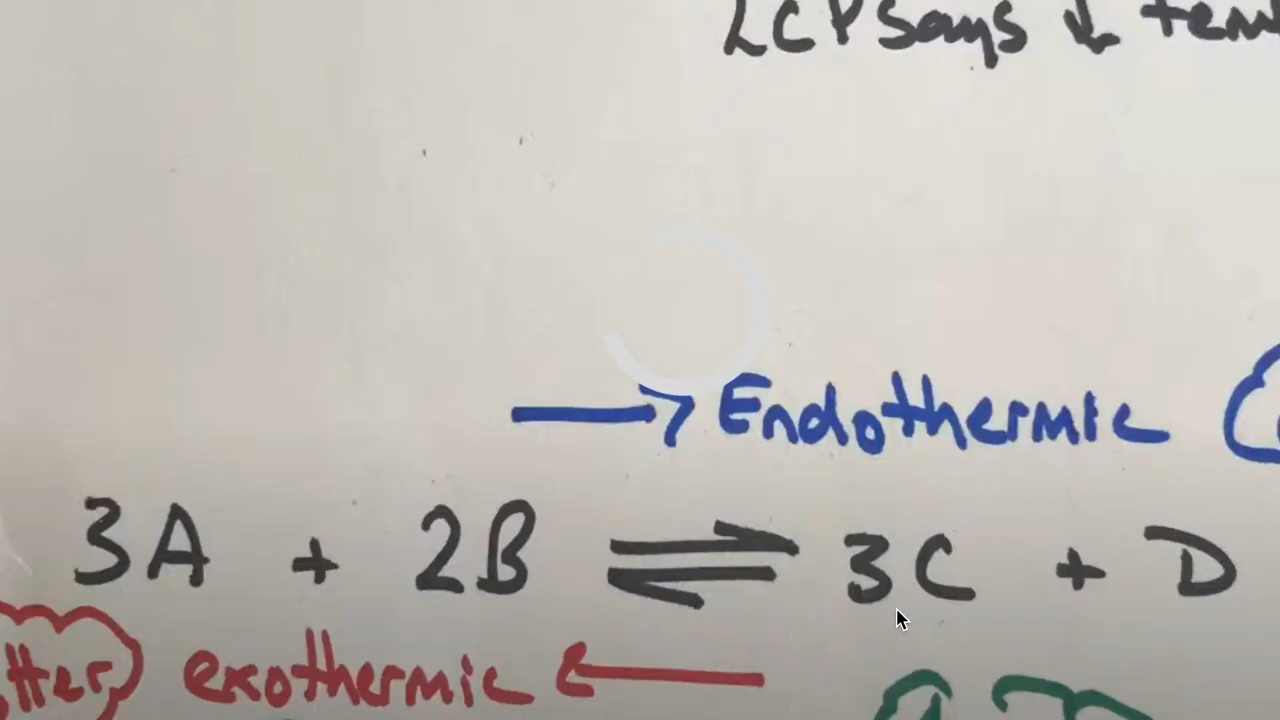 LCP says ↓
→ Endothermic
3A + 2B ⇌ 3C + D
exothermic ←